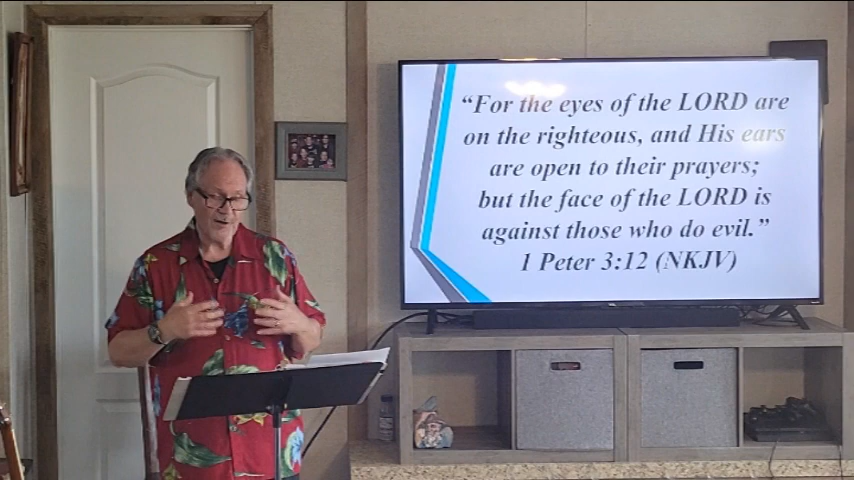 “For the eyes of the LORD are
on the righteous, and His ears
are open to their prayers;
but the face of the LORD is
against those who do evil.”
1 Peter 3:12 (NKJV)